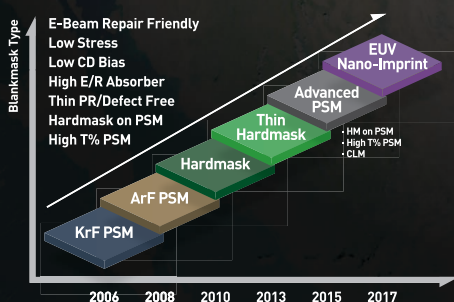 E-Beam Repair Friendly
Low Stress
Low CD Bias
High E/R Absorber
Thin PR/Defect Free
Hardmask on PSM
High T% PSM
Blankmask Type
EUV
Nano-Imprint
Advanced
PSM
• HM on PSM
• High T% PSM
• CLM
Thin
Hardmask
Hardmask
ArF PSM
KrF PSM
2006 2008 2010 2013 2015 2017